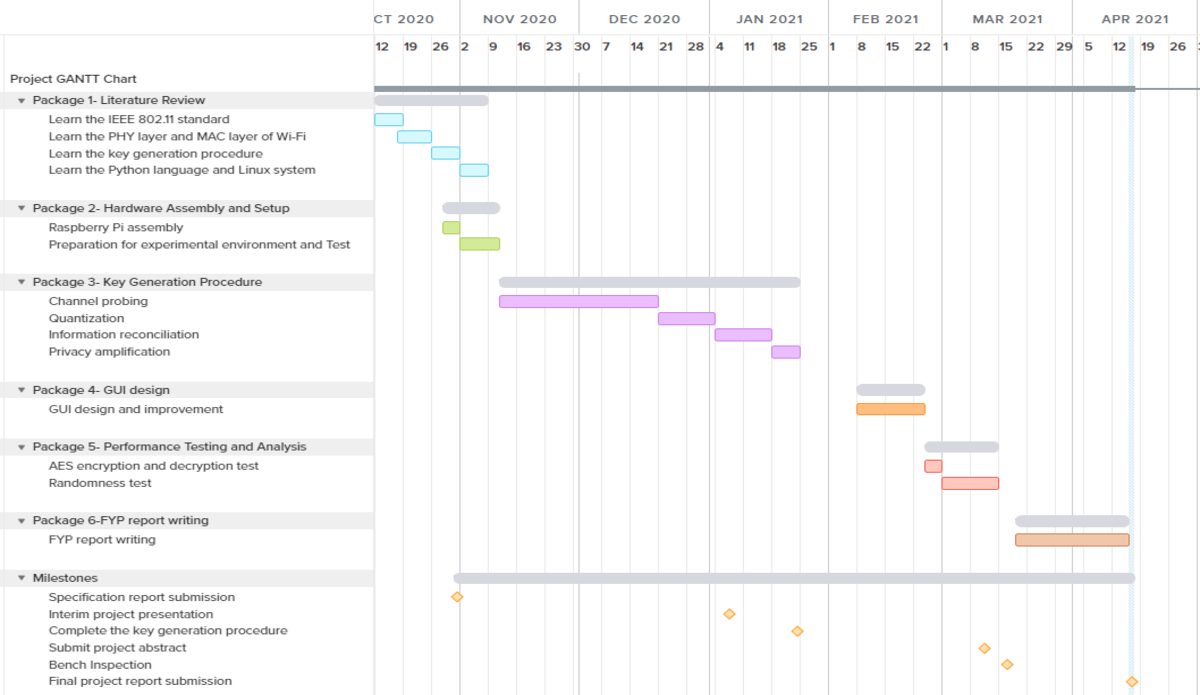 CT 2020 NOV 2020 DEC 2020 JAN 2021 FEB 2021 MAR 2021 APR 2021
12 19 26 2 9 16 23 30 7 14 21 28 4 11 18 25 1 8 15 22 1 8 15 22 29 5 12 19 26
Project GANTT Chart
Package 1- Literature Review
Learn the IEEE 802.11 standard
Learn the PHY layer and MAC layer of Wi-Fi
Learn the key generation procedure
Learn the Python language and Linux system
Package 2- Hardware Assembly and Setup
Raspberry Pi assembly
Preparation for experimental environment and Test
Package 3- Key Generation Procedure
Channel probing
Quantization
Information reconciliation
Privacy amplification
Package 4- GUI design
GUI design and improvement
Package 5- Performance Testing and Analysis
AES encryption and decryption test
Randomness test
Package 6-FYP report writing
FYP report writing
Milestones
Specification report submission
Interim project presentation
Complete the key generation procedure
Submit project abstract
Bench Inspection
Final project report submission